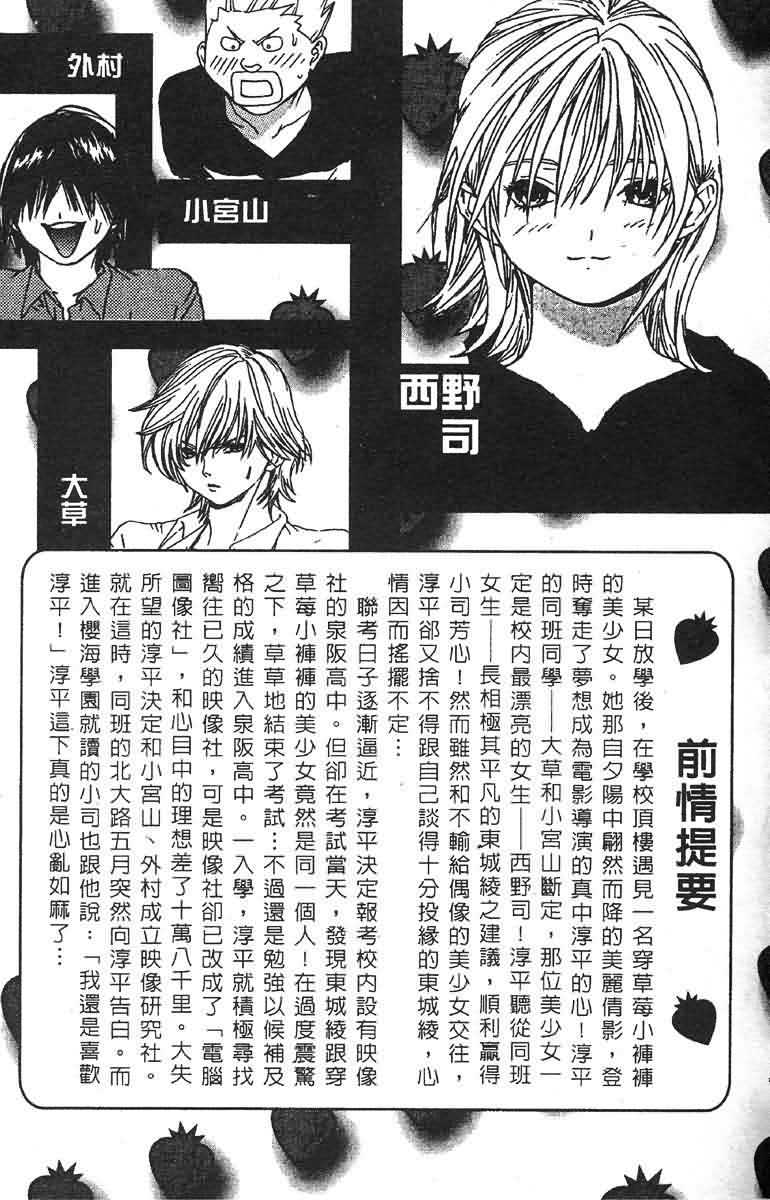 外村
小宮山
西野司
大草
前情提要
某日放學後，在學校頂樓遇見一名穿草莓小褲褲
的美少女。她那自夕陽中翩然而降的美麗倩影，登
時奪走了夢想成為電影導演的真中淳平的心！淳平
的同班同學——大草和小宮山斷定，那位美少女一
定是校內最漂亮的女生——西野司！淳平聽從同班
女生——長相極其平凡的東城綾之建議，順利贏得
小司芳心！然而雖然和不輸給偶像的美少女交往，
淳平卻又捨不得跟自己談得十分投緣的東城綾，心
情因而搖擺不定…
聯考日子逐漸逼近，淳平決定報考校內設有映像
社的泉阪高中。但卻在考試當天，發現東城綾跟穿
草莓小褲褲的美少女竟然是同一個人！在過度震驚
之下，草草地結束了考試…不過還是勉強以候補及
格的成績進入泉阪高中。一入學，淳平就積極尋找
嚮往已久的映像社，可是映像社卻已改成了「電腦
圖像社」，和心目中的理想差了十萬八千里。大失
所望的淳平決定和小宮山、外村成立映像研究社。
就在這時，同班的北大路五月突然向淳平告白。而
進入櫻海學園就讀的小司也跟他說：「我還是喜歡
淳平！」淳平這下真的是心亂如麻了…